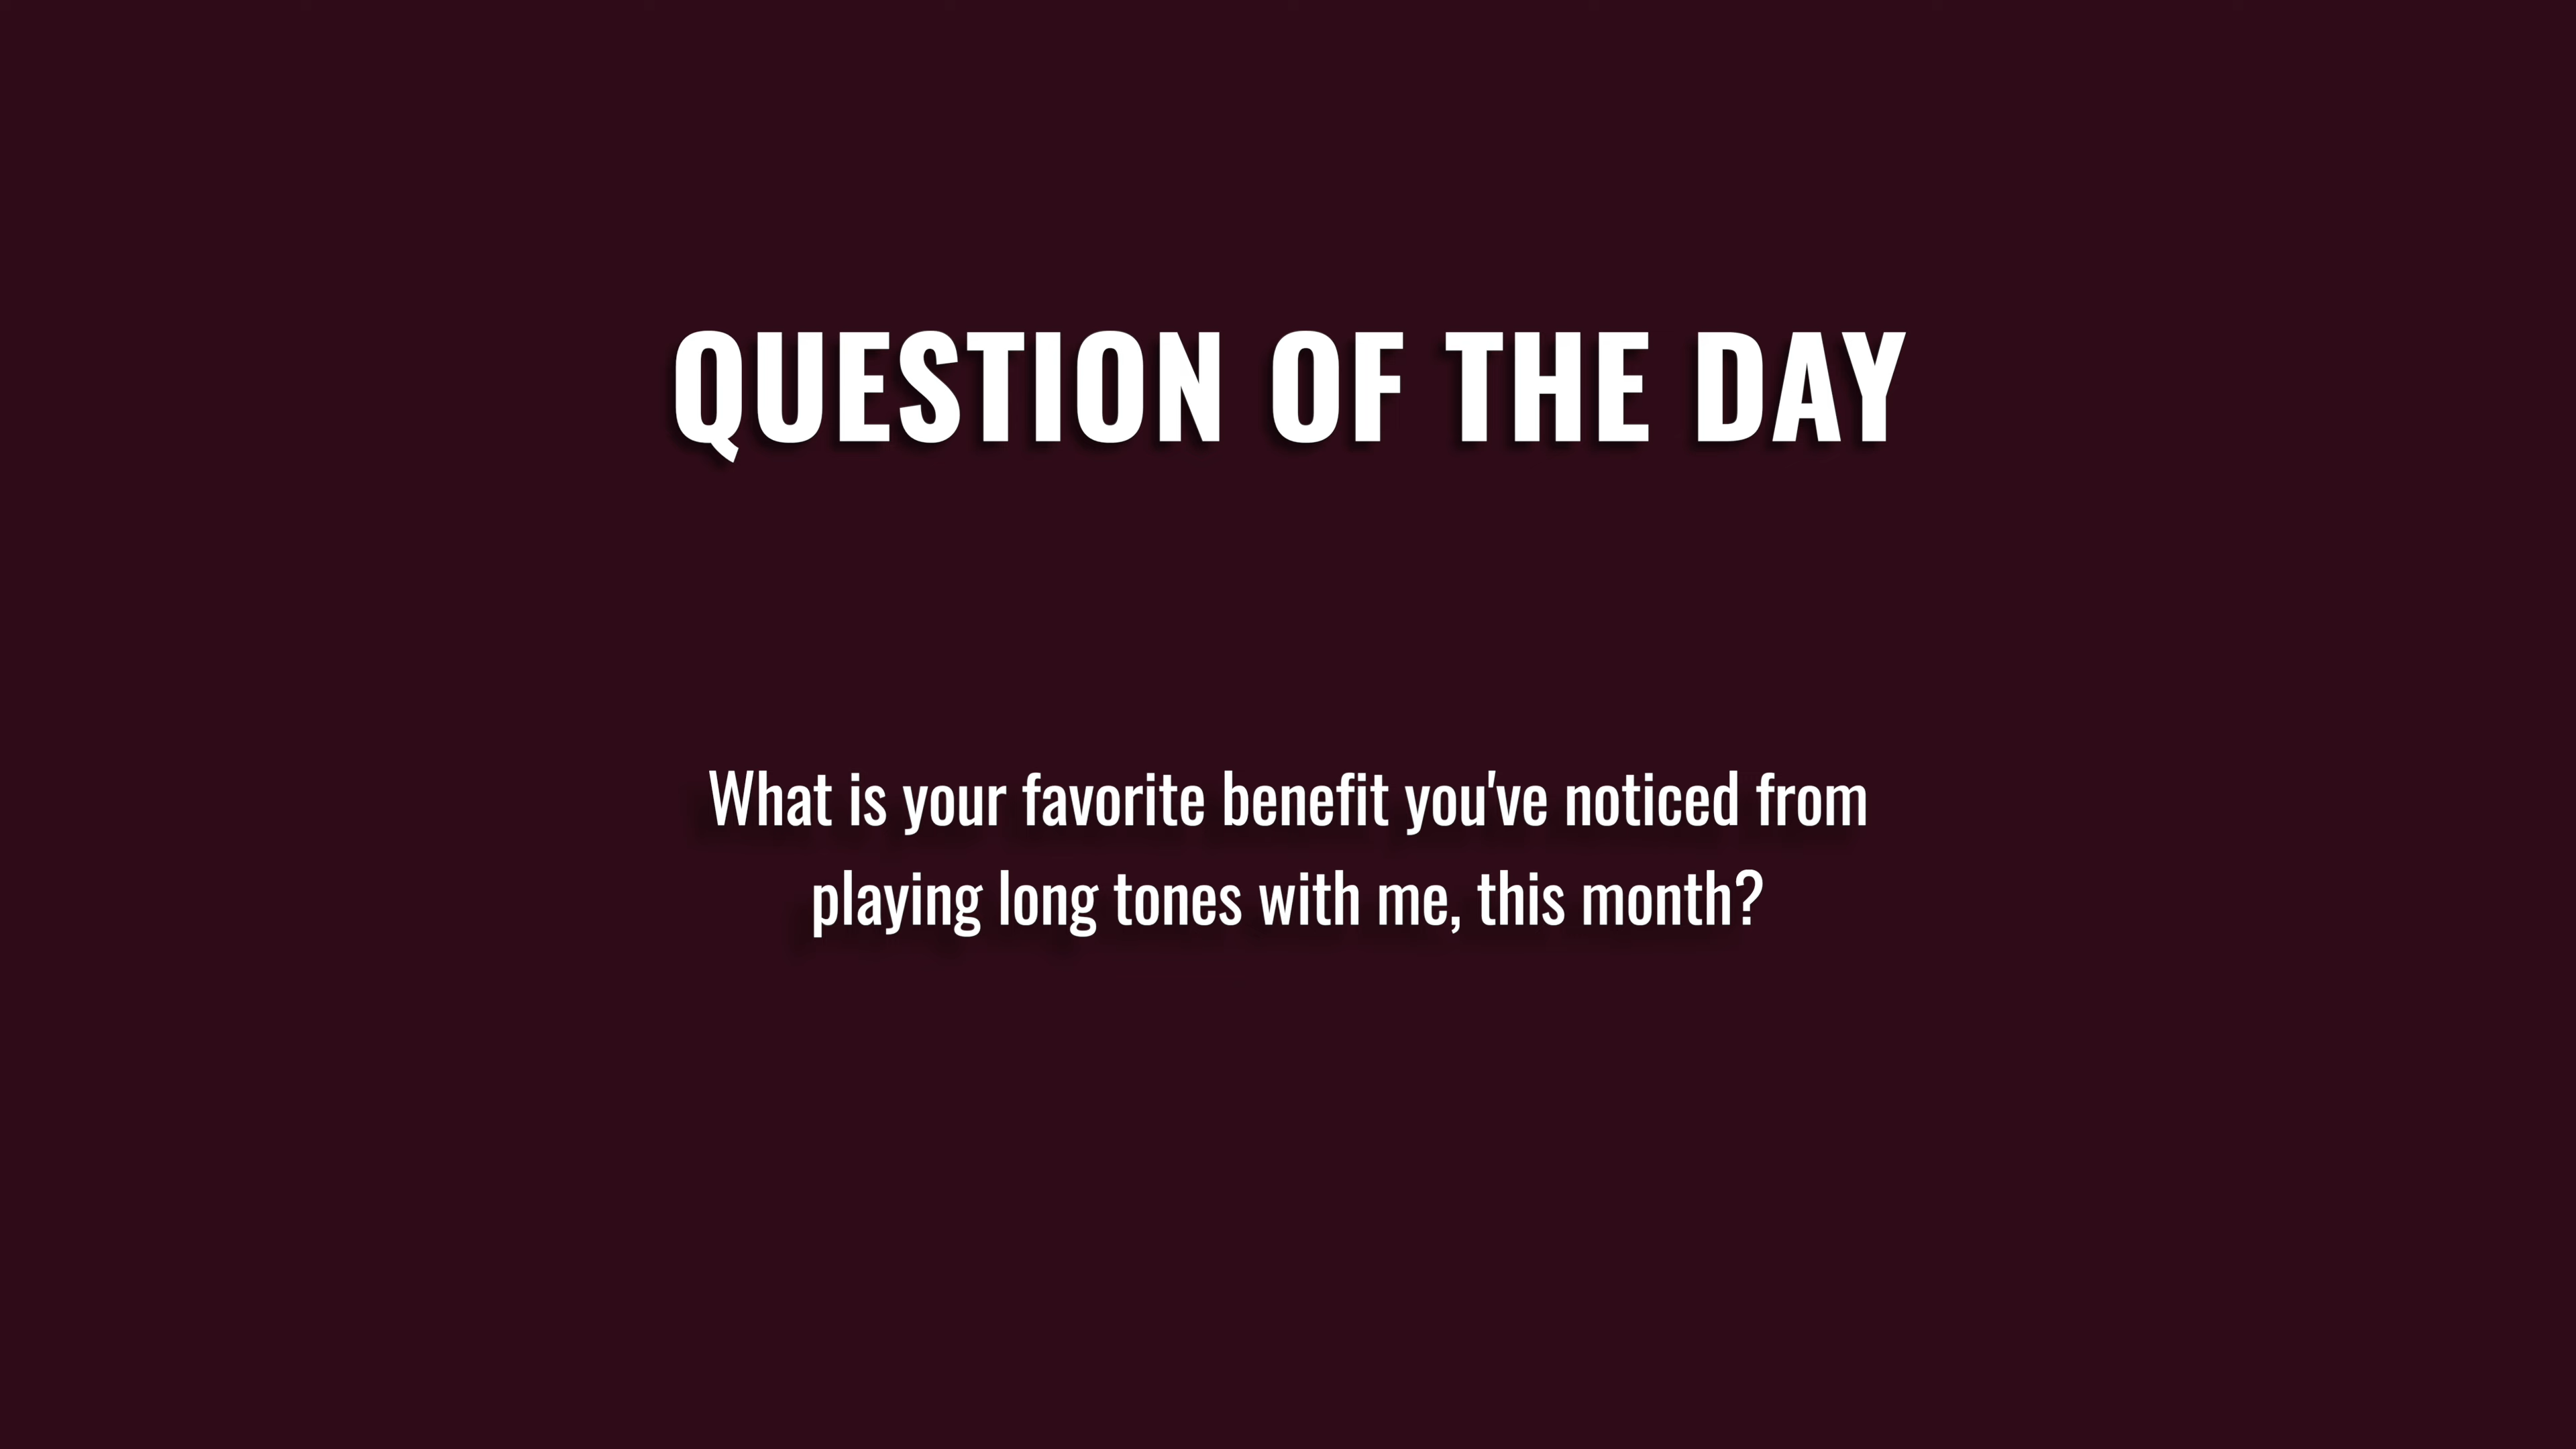 QUESTION OF THE DAY
What is your favorite benefit you've noticed from
playing long tones with me, this month?